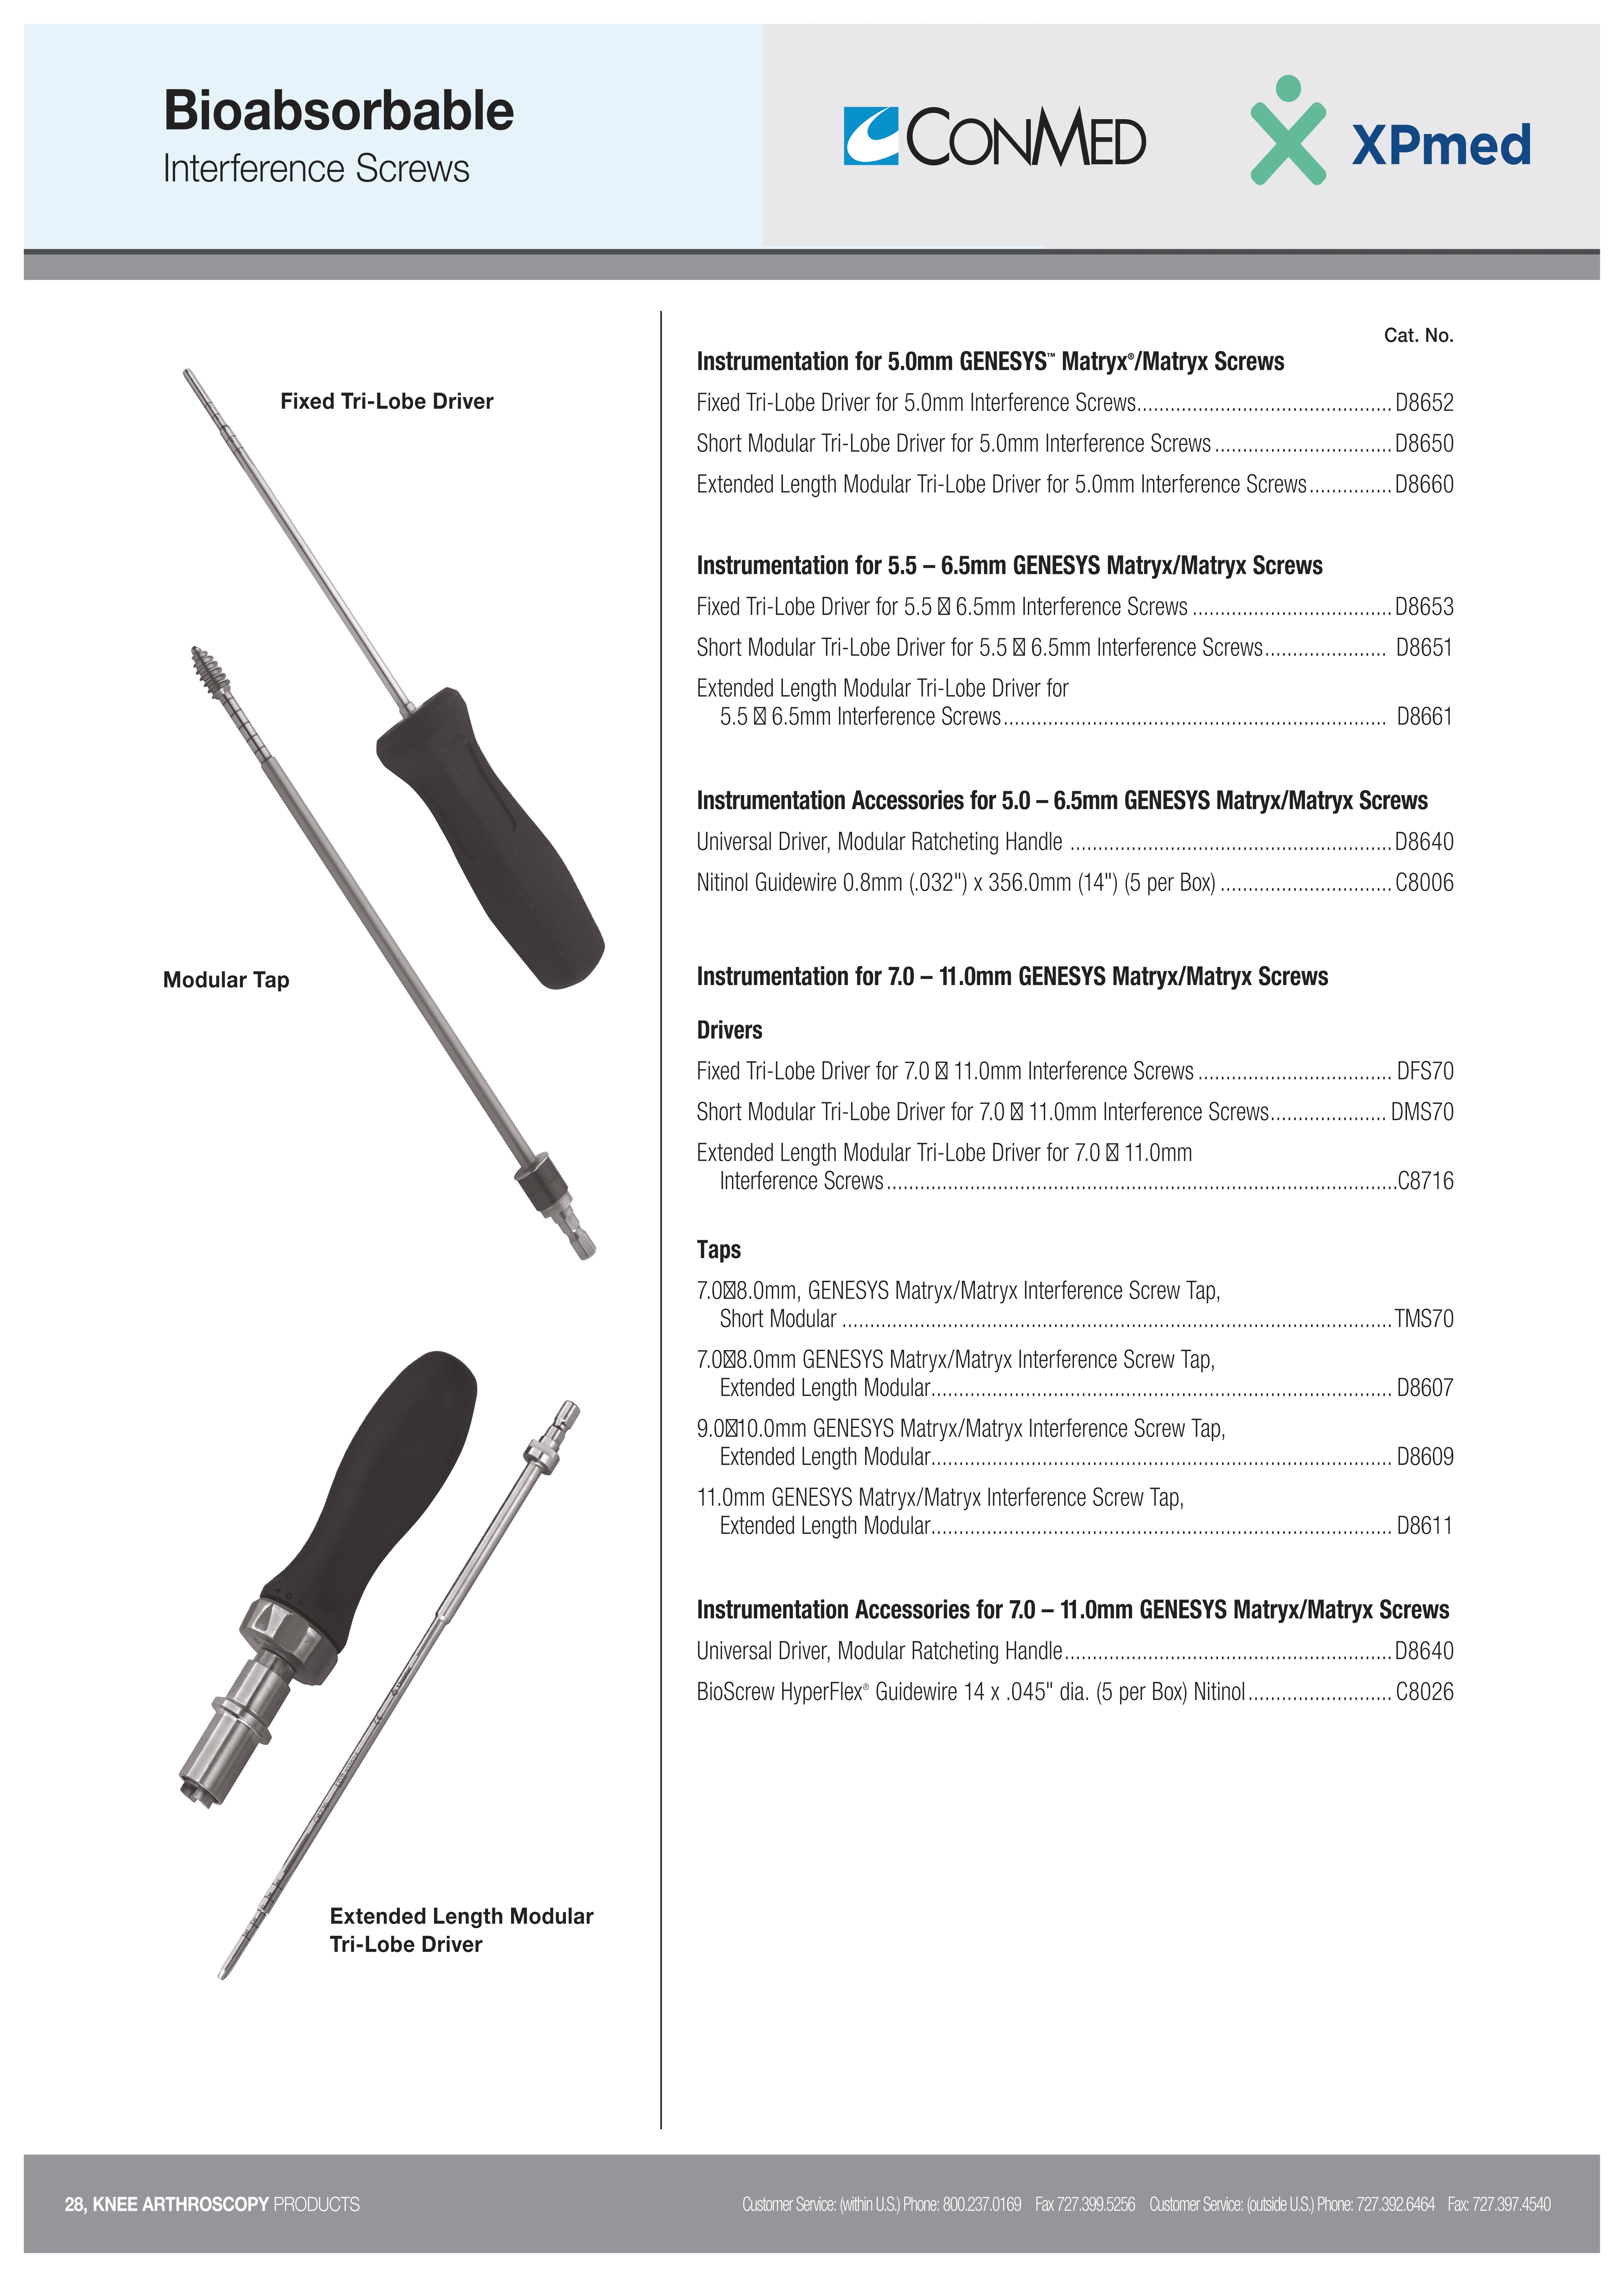 Bioabsorbable
Interference Screws
CONMED
XPmed
Fixed Tri-Lobe Driver
Modular Tap
Extended Length Modular
Tri-Lobe Driver
Cat. No.
Instrumentation for 5.0mm GENESYS™ Matryx®/Matryx Screws
Fixed Tri-Lobe Driver for 5.0mm Interference Screws.............................................. D8652
Short Modular Tri-Lobe Driver for 5.0mm Interference Screws ................................ D8650
Extended Length Modular Tri-Lobe Driver for 5.0mm Interference Screws............... D8660
Instrumentation for 5.5 – 6.5mm GENESYS Matryx/Matryx Screws
Fixed Tri-Lobe Driver for 5.5 ☒ 6.5mm Interference Screws .................................... D8653
Short Modular Tri-Lobe Driver for 5.5 ☒ 6.5mm Interference Screws...................... D8651
Extended Length Modular Tri-Lobe Driver for
5.5 ☒ 6.5mm Interference Screws..................................................................... D8661
Instrumentation Accessories for 5.0 – 6.5mm GENESYS Matryx/Matryx Screws
Universal Driver, Modular Ratcheting Handle .......................................................... D8640
Nitinol Guidewire 0.8mm (.032") x 356.0mm (14") (5 per Box) ............................... C8006
Instrumentation for 7.0 – 11.0mm GENESYS Matryx/Matryx Screws
Drivers
Fixed Tri-Lobe Driver for 7.0 ☒ 11.0mm Interference Screws ................................... DFS70
Short Modular Tri-Lobe Driver for 7.0 ☒ 11.0mm Interference Screws..................... DMS70
Extended Length Modular Tri-Lobe Driver for 7.0 ☒ 11.0mm
Interference Screws ............................................................................................C8716
Taps
7.0☒8.0mm, GENESYS Matryx/Matryx Interference Screw Tap,
Short Modular ................................................................................................... TMS70
7.0☒8.0mm GENESYS Matryx/Matryx Interference Screw Tap,
Extended Length Modular................................................................................... D8607
9.0☒10.0mm GENESYS Matryx/Matryx Interference Screw Tap,
Extended Length Modular................................................................................... D8609
11.0mm GENESYS Matryx/Matryx Interference Screw Tap,
Extended Length Modular................................................................................... D8611
Instrumentation Accessories for 7.0 – 11.0mm GENESYS Matryx/Matryx Screws
Universal Driver, Modular Ratcheting Handle........................................................... D8640
BioScrew HyperFlex® Guidewire 14 x .045" dia. (5 per Box) Nitinol.......................... C8026
28, KNEE ARTHROSCOPY PRODUCTS
Customer Service: (within U.S.) Phone: 800.237.0169 Fax 727.399.5256 Customer Service: (outside U.S.) Phone: 727.392.6464 Fax: 727.397.4540